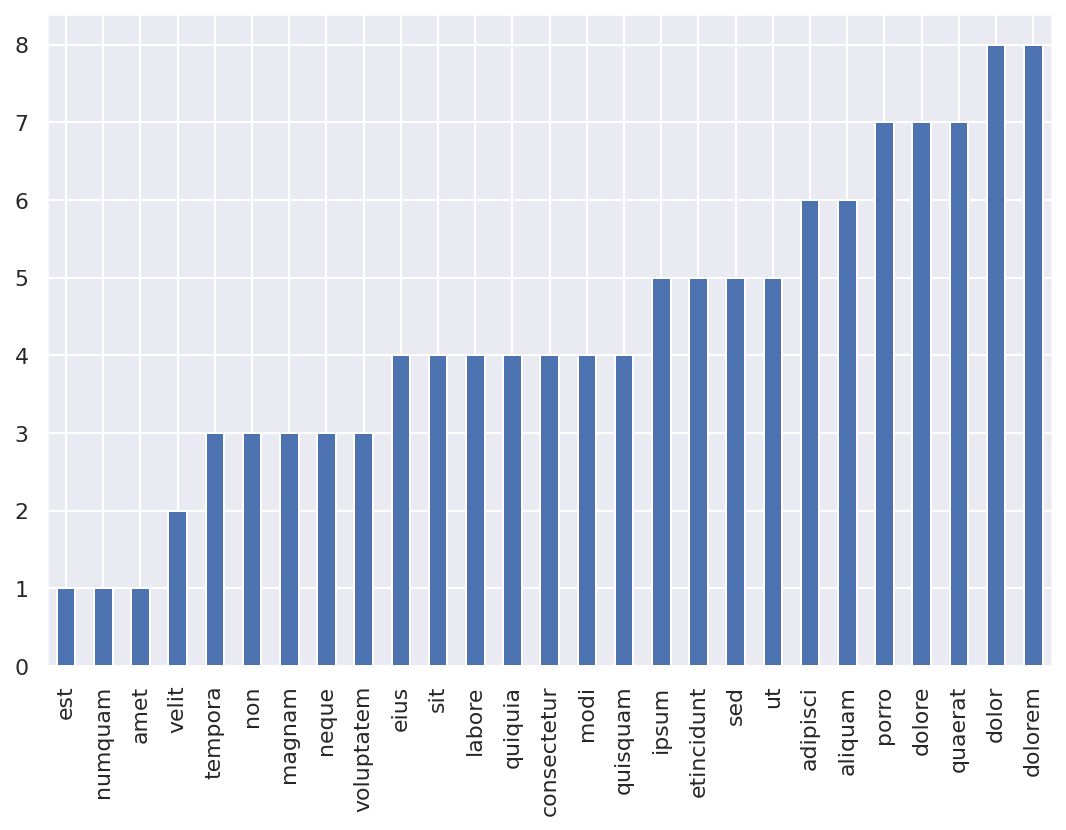 8
7
6
5
4
3
2
1
0
est
numquam
amet
velit
tempora
non
magnam
neque
voluptatem
eius
sit
labore
quiquia
consectetur
modi
quisquam
ipsum
etincidunt
sed
ut
adipisci
aliquam
porro
dolore
quaerat
dolor
dolorem